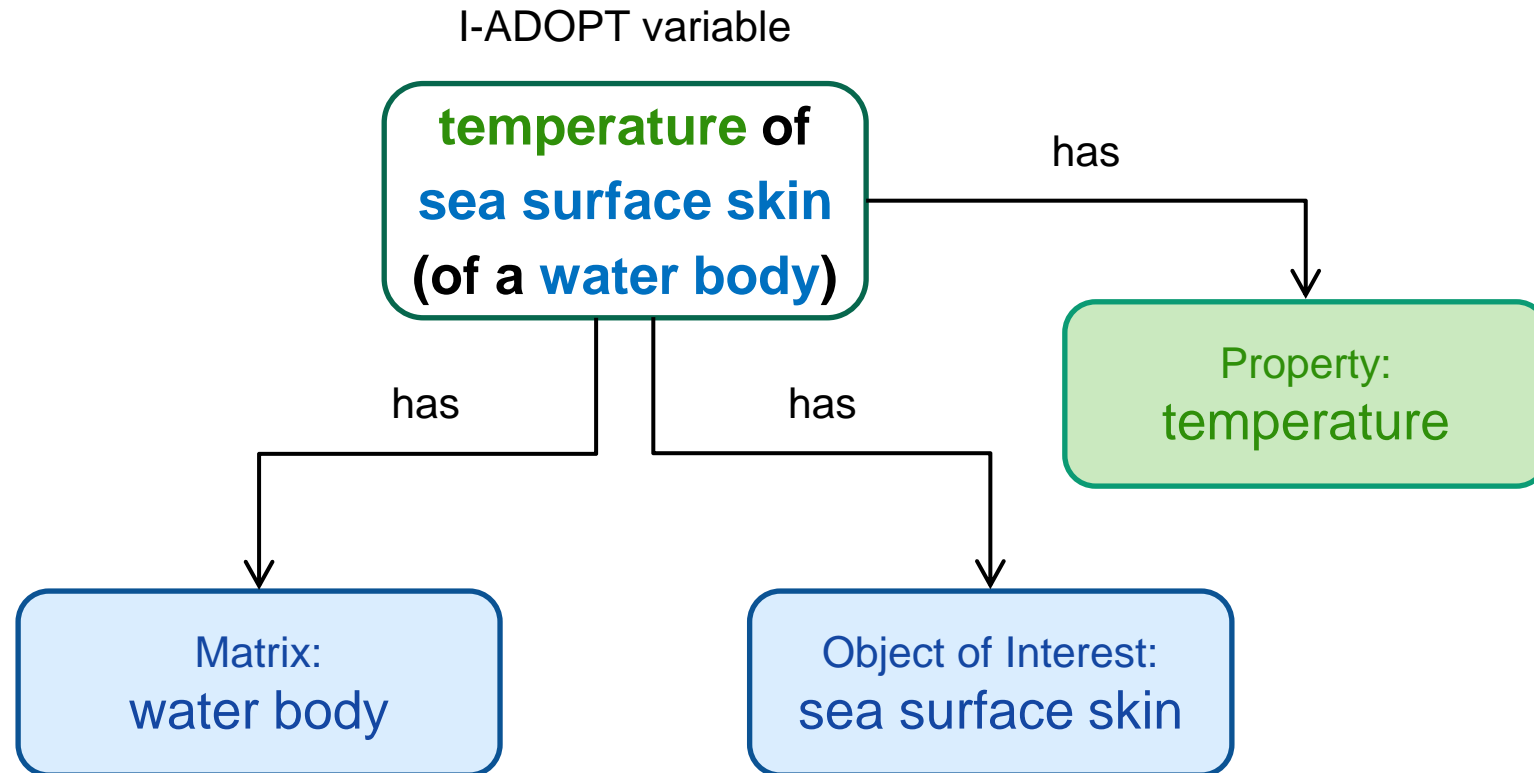 I-ADOPT variable
temperature of
sea surface skin
(of a water body)
has
has
has
Property:
temperature
Matrix:
water body
Object of Interest:
sea surface skin